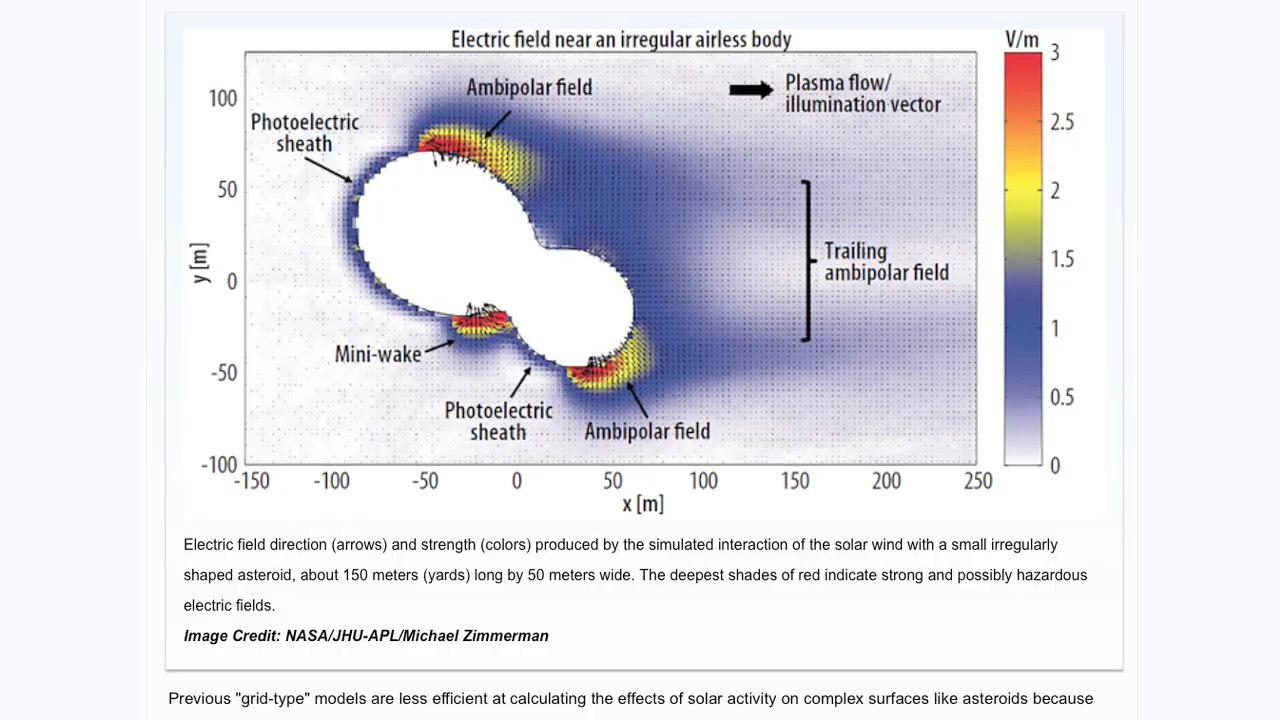 Electric field near an irregular airless body
V/m
3
2.5
2
1.5
1
0.5
0
Ambipolar field
Plasma flow/
illumination vector
Photoelectric
sheath
Trailing
ambipolar field
Mini-wake
Photoelectric
sheath
Ambipolar field
y [m]
100
50
0
-50
-100
-150
-100
-50
0
50
100
150
200
250
x [m]
Electric field direction (arrows) and strength (colors) produced by the simulated interaction of the solar wind with a small irregularly
shaped asteroid, about 150 meters (yards) long by 50 meters wide. The deepest shades of red indicate strong and possibly hazardous
electric fields.
Image Credit: NASA/JHU-APL/Michael Zimmerman
Previous "grid-type" models are less efficient at calculating the effects of solar activity on complex surfaces like asteroids because